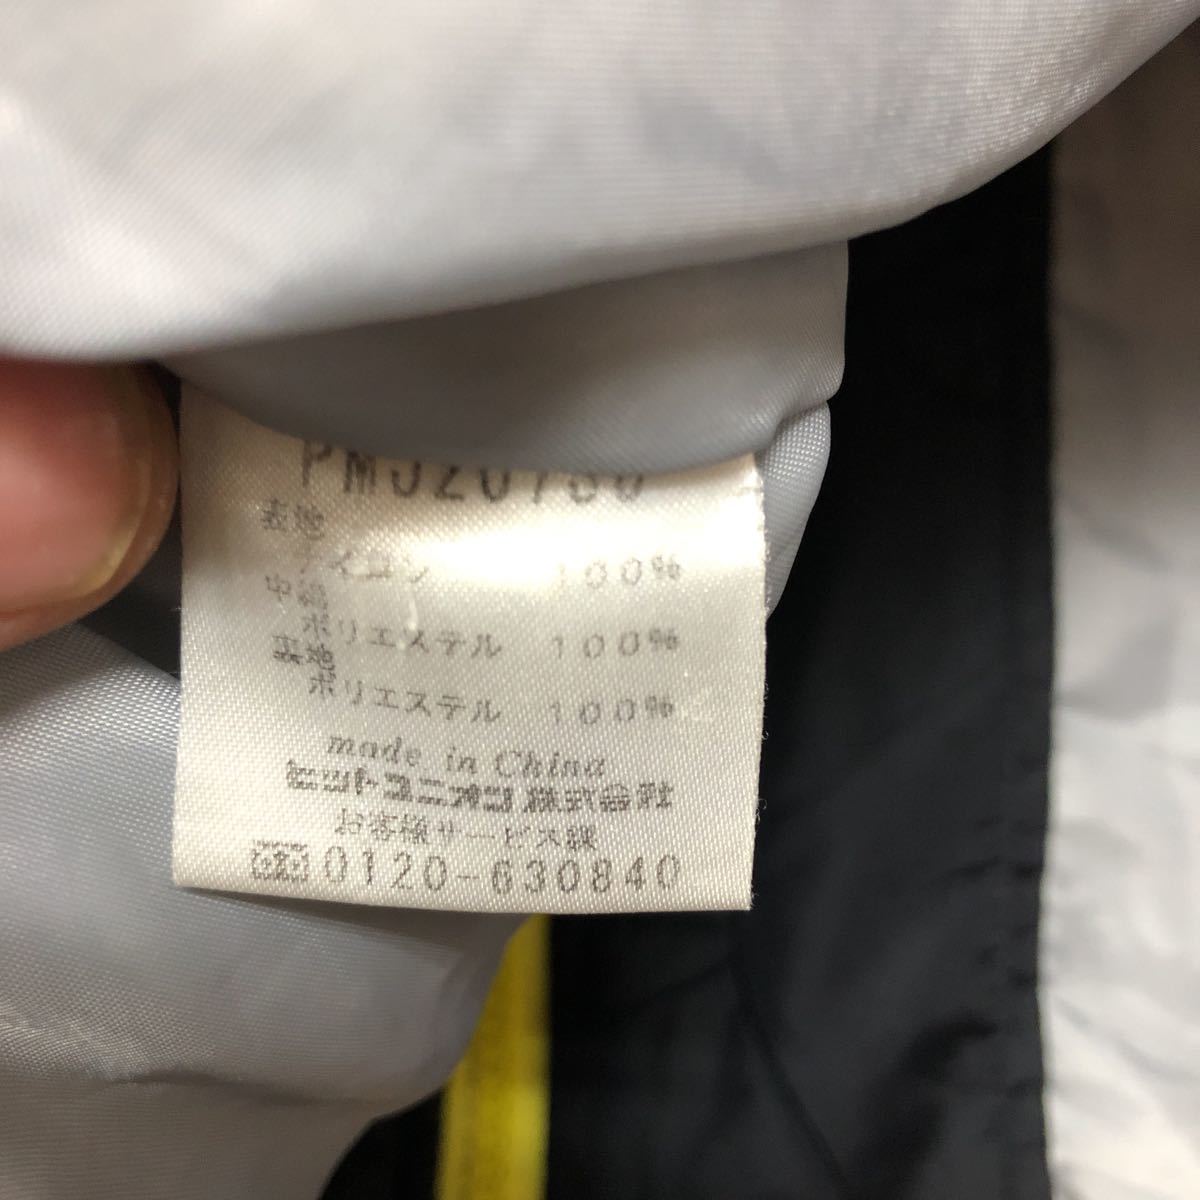 表地
ナイロン 100%
中綿
ポリエステル 100%
裏地
ポリエステル 100%
made in China
ヒットユニオン株式会社
お客様サービス課
0120-630840